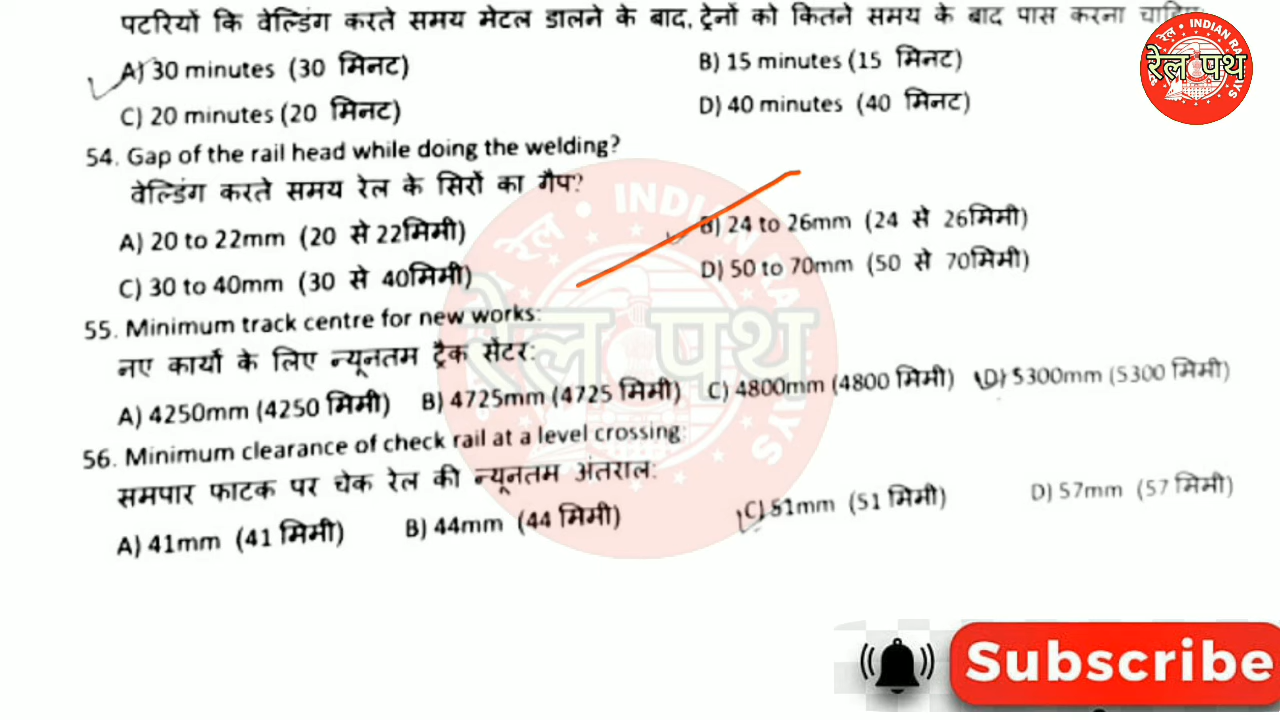 पटरियों कि वेल्डिंग करते समय मेटल डालने के बाद, ट्रेनों को कितने समय के बाद पास करना
A) 30 minutes (30 मिनट) B) 15 minutes (15 मिनट)
C) 20 minutes (20 मिनट) D) 40 minutes (40 मिनट)
54. Gap of the rail head while doing the welding?
वेल्डिंग करते समय रेल के सिरों का गैप?
A) 20 to 22mm (20 से 22मिमी) B) 24 to 26mm (24 से 26मिमी)
C) 30 to 40mm (30 से 40मिमी) D) 50 to 70mm (50 से 70मिमी)
55. Minimum track centre for new works:
नए कार्यों के लिए न्यूनतम ट्रैक सेंटर:
A) 4250mm (4250 मिमी) B) 4725mm (4725 मिमी) C) 4800mm (4800 मिमी) D) 5300mm (5300 मिमी)
56. Minimum clearance of check rail at a level crossing:
समपार फाटक पर चेक रेल की न्यूनतम अंतराल:
A) 41mm (41 मिमी) B) 44mm (44 मिमी) C) 51mm (51 मिमी) D) 57mm (57 मिमी)
रेल • INDIAN RAILWAYS
रेल पथ
रेल • INDIAN RAILWAYS
रेल पथ
Subscribe